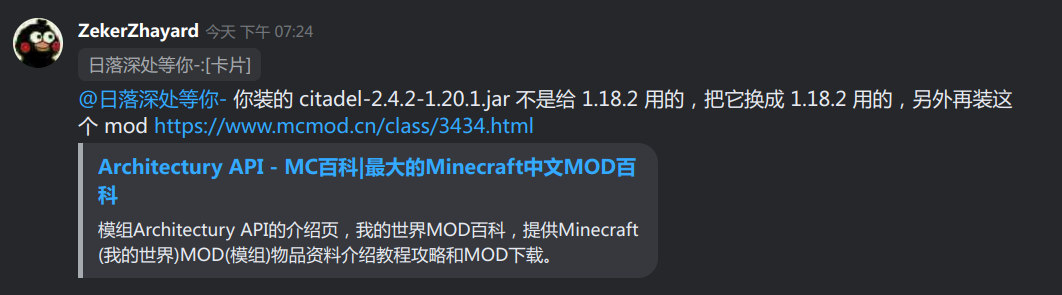 ZekerZhayard 今天 下午 07:24
日落深处等你-:[卡片]
@日落深处等你- 你装的 citadel-2.4.2-1.20.1.jar 不是给 1.18.2 用的，把它换成 1.18.2 用的，另外再装这
个 mod https://www.mcmod.cn/class/3434.html
Architectury API - MC百科|最大的Minecraft中文MOD百
科
模组Architectury API的介绍页，我的世界MOD百科，提供Minecraft
(我的世界)MOD(模组)物品资料介绍教程攻略和MOD下载。